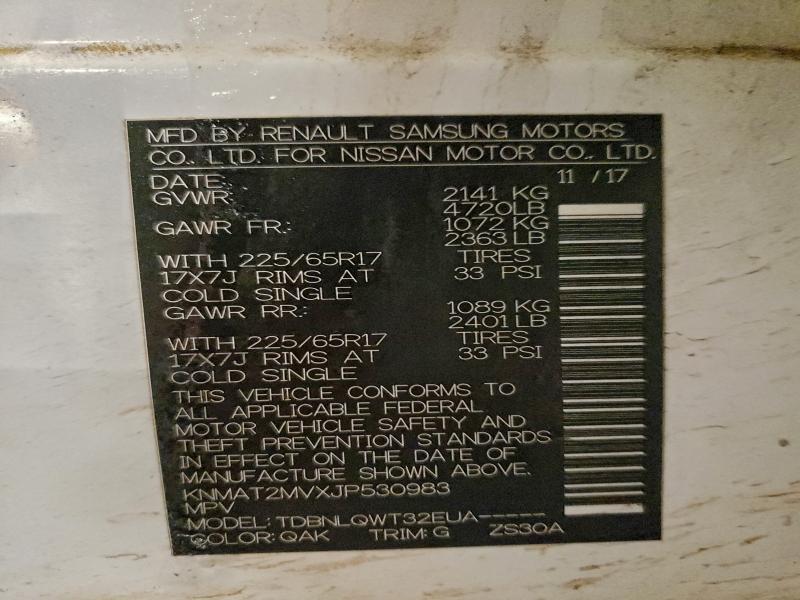 MFD BY RENAULT SAMSUNG MOTORS
CO., LTD. FOR NISSAN MOTOR CO., LTD.
DATE: 11 /17
GVWR: 2141 KG
4720LB
GAWR FR.: 1072 KG
2363 LB
WITH 225/65R17 TIRES
17X7J RIMS AT 33 PSI
COLD SINGLE
GAWR RR.: 1089 KG
2401 LB
WITH 225/65R17 TIRES
17X7J RIMS AT 33 PSI
COLD SINGLE
THIS VEHICLE CONFORMS TO
ALL APPLICABLE FEDERAL
MOTOR VEHICLE SAFETY AND
THEFT PREVENTION STANDARDS
IN EFFECT ON THE DATE OF
MANUFACTURE SHOWN ABOVE.
KNMAT2MVXJP530983
MPV
MODEL: TDBNLQWT32EUA-----
COLOR: QAK TRIM: G ZS30A